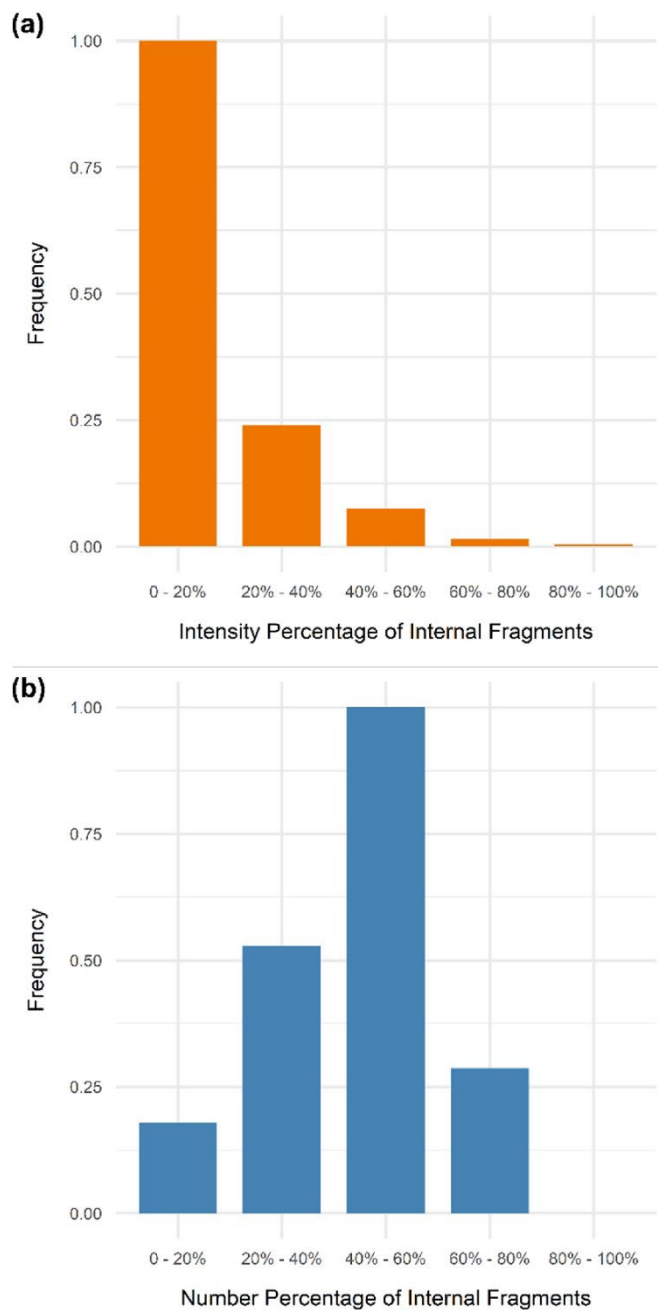 (a)
1.00
0.75
0.50
0.25
0.00
Frequency
0 - 20% 20% - 40% 40% - 60% 60% - 80% 80% - 100%
Intensity Percentage of Internal Fragments
(b)
1.00
0.75
0.50
0.25
0.00
Frequency
0 - 20% 20% - 40% 40% - 60% 60% - 80% 80% - 100%
Number Percentage of Internal Fragments